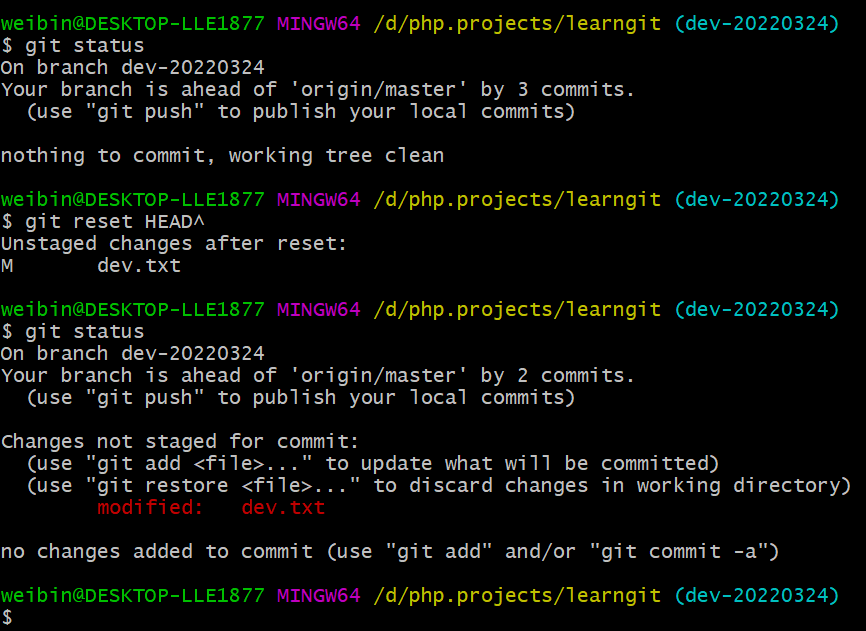 weibin@DESKTOP-LLE1877 MINGW64 /d/php.projects/learngit (dev-20220324)
$ git status
On branch dev-20220324
Your branch is ahead of 'origin/master' by 3 commits.
  (use "git push" to publish your local commits)

nothing to commit, working tree clean

weibin@DESKTOP-LLE1877 MINGW64 /d/php.projects/learngit (dev-20220324)
$ git reset HEAD^
Unstaged changes after reset:
M       dev.txt

weibin@DESKTOP-LLE1877 MINGW64 /d/php.projects/learngit (dev-20220324)
$ git status
On branch dev-20220324
Your branch is ahead of 'origin/master' by 2 commits.
  (use "git push" to publish your local commits)

Changes not staged for commit:
  (use "git add <file>..." to update what will be committed)
  (use "git restore <file>..." to discard changes in working directory)
        modified:   dev.txt

no changes added to commit (use "git add" and/or "git commit -a")

weibin@DESKTOP-LLE1877 MINGW64 /d/php.projects/learngit (dev-20220324)
$